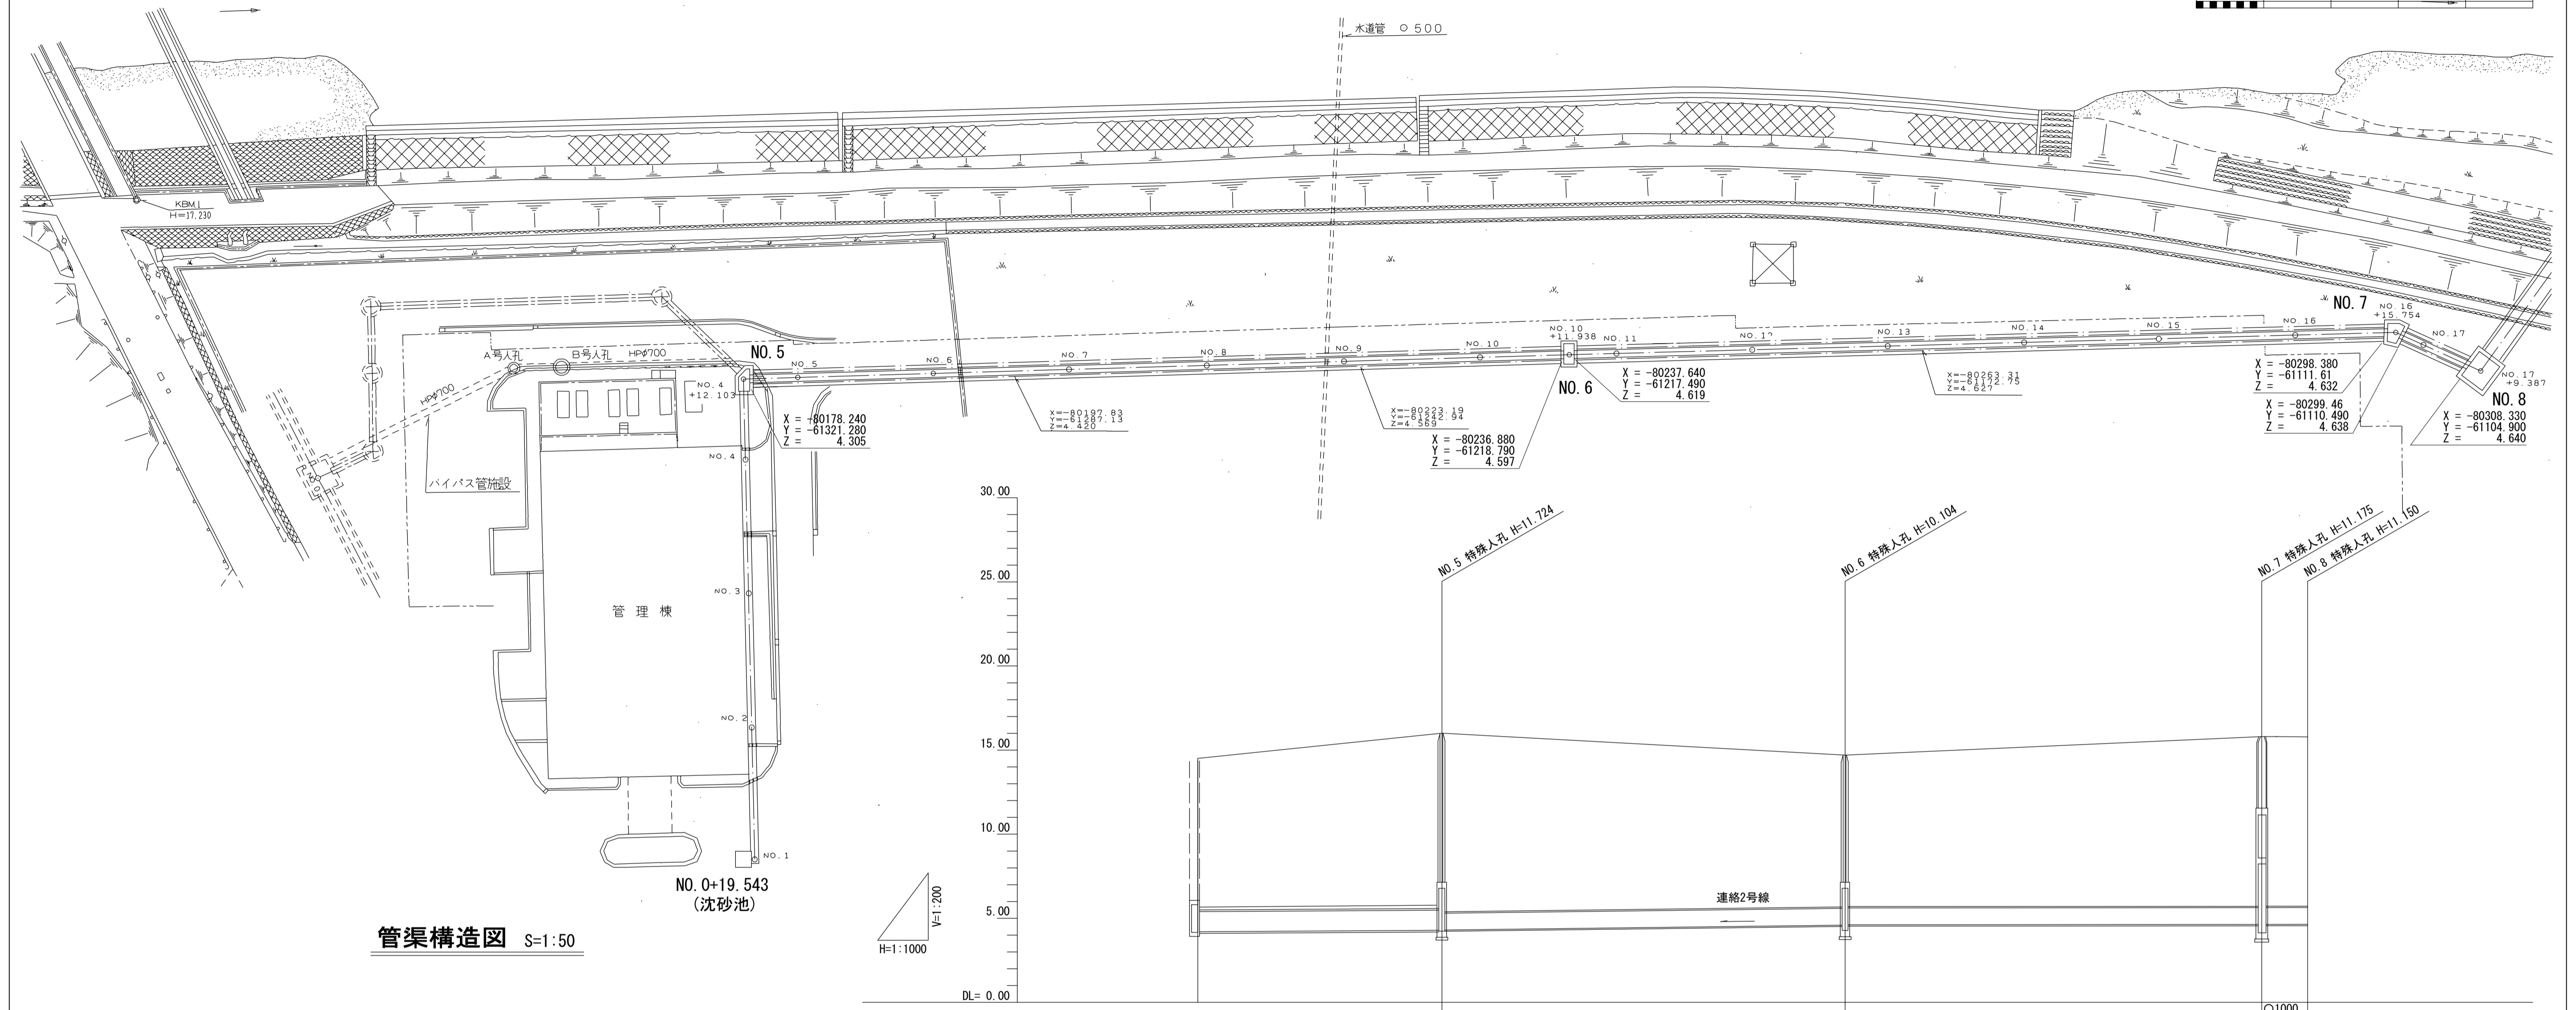 水道管 ○ 500
KBM.1
H=17.230
A号人孔
B号人孔
HPφ700
HPφ700
バイパス管施設
NO.5
NO.4
+12.103
X = -80178.240
Y = -61321.280
Z = 4.305
NO.5
NO.6
NO.7
NO.8
NO.9
NO.10
NO.10
+11.938
NO.11
NO.12
NO.13
NO.14
NO.15
NO.16
NO.7
NO.16
+15.754
NO.17
NO.17
+9.387
NO.8
X=-80197.83
Y=-61287.13
Z=4.420
X=-80223.19
Y=-61242.94
Z=4.569
X = -80236.880
Y = -61218.790
Z = 4.597
NO.6
X = -80237.640
Y = -61217.490
Z = 4.619
X=-80263.31
Y=-61172.75
Z=4.627
X = -80298.380
Y = -61111.61
Z = 4.632
X = -80299.46
Y = -61110.490
Z = 4.638
X = -80308.330
Y = -61104.900
Z = 4.640
NO.4
NO.3
管理棟
NO.2
NO.1
NO.0+19.543
(沈砂池)
管渠構造図 S=1:50
V=1:200
H=1:1000
30.00
25.00
20.00
15.00
10.00
5.00
DL= 0.00
NO.5 特殊人孔 H=11.724
NO.6 特殊人孔 H=10.104
NO.7 特殊人孔 H=11.175
NO.8 特殊人孔 H=11.150
連絡2号線
○1000